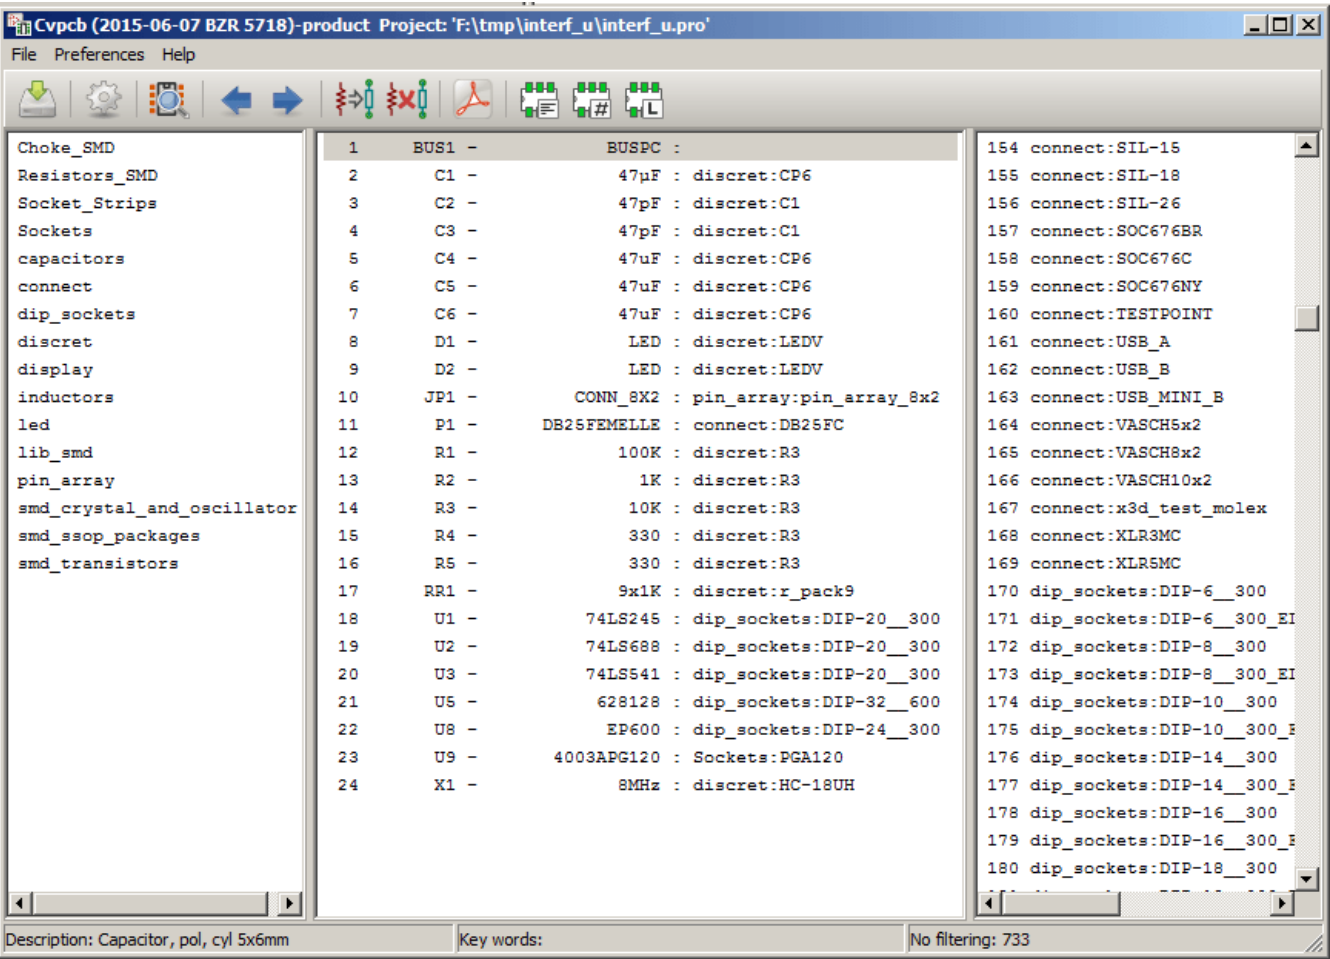 Cvpcb (2015-06-07 BZR 5718)-product Project: 'F:\tmp\interf_u\interf_u.pro'
File Preferences Help
Choke_SMD
Resistors_SMD
Socket_Strips
Sockets
capacitors
connect
dip_sockets
discret
display
inductors
led
lib_smd
pin_array
smd_crystal_and_oscillator
smd_ssop_packages
smd_transistors
1 BUS1 - BUSPC :
2 C1 - 47µF : discret:CP6
3 C2 - 47pF : discret:C1
4 C3 - 47pF : discret:C1
5 C4 - 47uF : discret:CP6
6 C5 - 47uF : discret:CP6
7 C6 - 47uF : discret:CP6
8 D1 - LED : discret:LEDV
9 D2 - LED : discret:LEDV
10 JP1 - CONN_8X2 : pin_array:pin_array_8x2
11 P1 - DB25FEMELLE : connect:DB25FC
12 R1 - 100K : discret:R3
13 R2 - 1K : discret:R3
14 R3 - 10K : discret:R3
15 R4 - 330 : discret:R3
16 R5 - 330 : discret:R3
17 RR1 - 9x1K : discret:r_pack9
18 U1 - 74LS245 : dip_sockets:DIP-20__300
19 U2 - 74LS688 : dip_sockets:DIP-20__300
20 U3 - 74LS541 : dip_sockets:DIP-20__300
21 U5 - 628128 : dip_sockets:DIP-32__600
22 U8 - EP600 : dip_sockets:DIP-24__300
23 U9 - 4003APG120 : Sockets:PGA120
24 X1 - 8MHz : discret:HC-18UH
154 connect:SIL-15
155 connect:SIL-18
156 connect:SIL-26
157 connect:SOC676BR
158 connect:SOC676C
159 connect:SOC676NY
160 connect:TESTPOINT
161 connect:USB_A
162 connect:USB_B
163 connect:USB_MINI_B
164 connect:VASCH5x2
165 connect:VASCH8x2
166 connect:VASCH10x2
167 connect:x3d_test_molex
168 connect:XLR3MC
169 connect:XLR5MC
170 dip_sockets:DIP-6__300
171 dip_sockets:DIP-6__300_El
172 dip_sockets:DIP-8__300
173 dip_sockets:DIP-8__300_El
174 dip_sockets:DIP-10__300
175 dip_sockets:DIP-10__300_
176 dip_sockets:DIP-14__300
177 dip_sockets:DIP-14__300_
178 dip_sockets:DIP-16__300
179 dip_sockets:DIP-16__300_
180 dip_sockets:DIP-18__300
Description: Capacitor, pol, cyl 5x6mm
Key words:
No filtering: 733